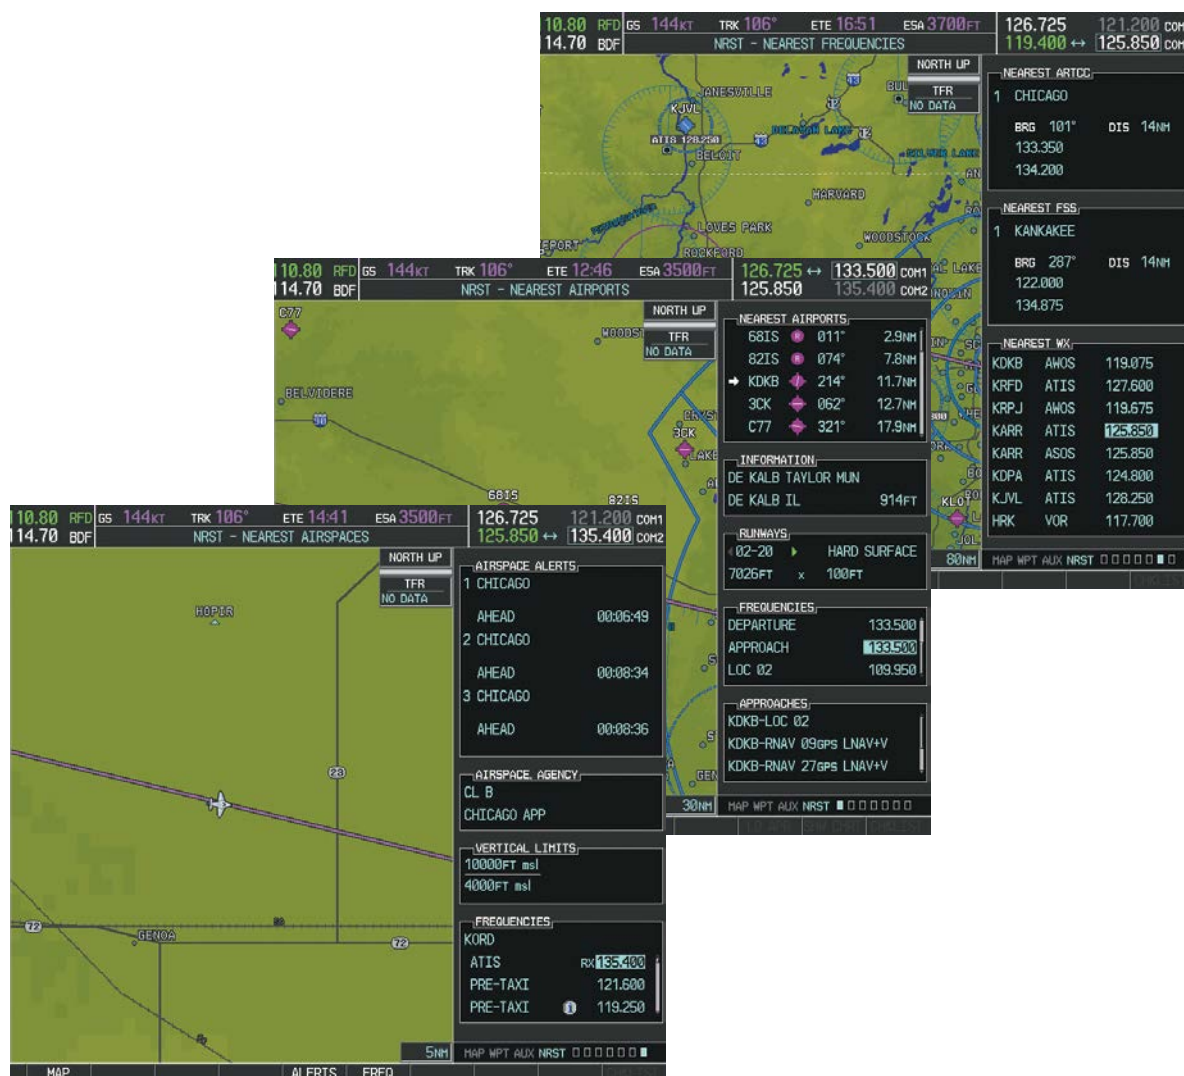 110.80 RFD GS 144KT TRK 106° ETE 16:51 ESA 3700FT 126.725 121.200 COM
114.70 BDF NRST - NEAREST FREQUENCIES 119.400 ↔ 125.850 COM
NORTH UP
TFR
NO DATA
JANESVILLE
KJVL
ATIS 128.250
BELOIT
DELAVAN LAKE
SILVER LAKE
HARVARD
LOVES PARK
ROCKFORD
WOODSTOCK
NEAREST ARTCC
1 CHICAGO
BRG 101° DIS 14NM
133.350
134.200
NEAREST FSS
1 KANKAKEE
BRG 287° DIS 14NM
122.000
134.875
NEAREST WX
KDKB AWOS 119.075
KRFD ATIS 127.600
KRPJ AWOS 119.675
KARR ATIS 125.850
KARR ASOS 125.850
KDPA ATIS 124.800
KJVL ATIS 128.250
HRK VOR 117.700
80NM MAP WPT AUX NRST
110.80 RFD GS 144KT TRK 106° ETE 12:46 ESA 3500FT 126.725 ↔ 133.500 COM1
114.70 BDF NRST - NEAREST AIRPORTS 125.850 135.400 COM2
NORTH UP
TFR
NO DATA
C77
WOODST
BELVIDERE
90
CRYS
3CK
LAKE
68IS
82IS
NEAREST AIRPORTS
68IS R 011° 2.9NM
82IS R 074° 7.8NM
KDKB 214° 11.7NM
3CK 062° 12.7NM
C77 321° 17.9NM
INFORMATION
DE KALB TAYLOR MUN
DE KALB IL 914FT
RUNWAYS
02-20 HARD SURFACE
7026FT x 100FT
FREQUENCIES
DEPARTURE 133.500
APPROACH 133.500
LOC 02 109.950
APPROACHES
KDKB-LOC 02
KDKB-RNAV 09GPS LNAV+V
KDKB-RNAV 27GPS LNAV+V
30NM MAP WPT AUX NRST
110.80 RFD GS 144KT TRK 106° ETE 14:41 ESA 3500FT 126.725 121.200 COM1
114.70 BDF NRST - NEAREST AIRSPACES 125.850 ↔ 135.400 COM2
NORTH UP
TFR
NO DATA
HOPIR
23
72
GENOA
72
AIRSPACE ALERTS
1 CHICAGO
AHEAD 00:06:49
2 CHICAGO
AHEAD 00:08:34
3 CHICAGO
AHEAD 00:08:36
AIRSPACE AGENCY
CL B
CHICAGO APP
VERTICAL LIMITS
10000FT msl
4000FT msl
FREQUENCIES
KORD
ATIS RX 135.400
PRE-TAXI 121.600
PRE-TAXI i 119.250
5NM MAP WPT AUX NRST
MAP ALERTS FREQ